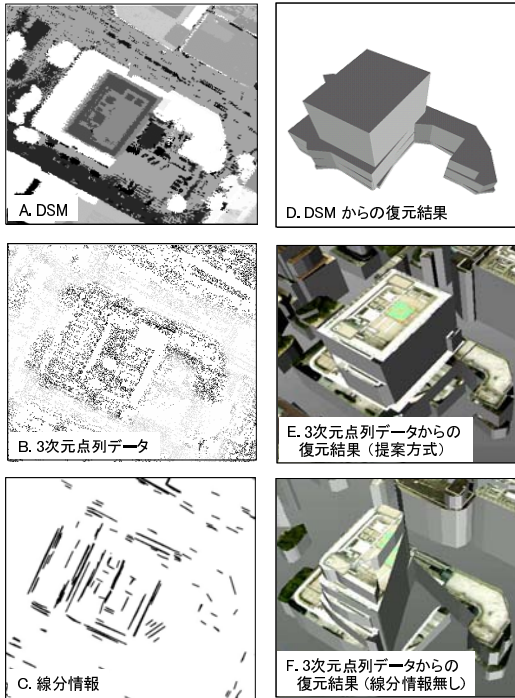 A. DSM
D. DSM からの復元結果
B. 3次元点列データ
E. 3次元点列データからの
復元結果（提案方式）
C. 線分情報
F. 3次元点列データからの
復元結果（線分情報無し）